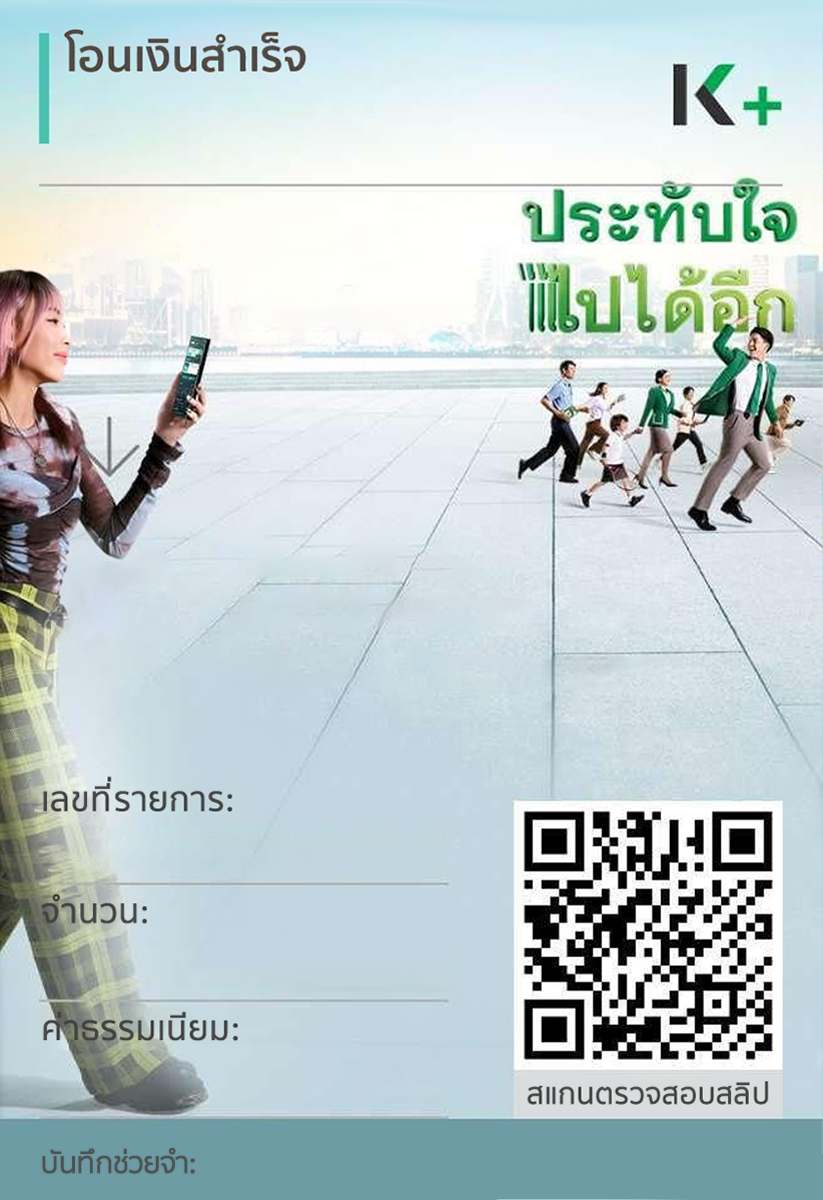 โอนเงินสำเร็จ
K+
ประทับใจ
ไปได้อีก
เลขที่รายการ:
จำนวน:
ค่าธรรมเนียม:
สแกนตรวจสอบสลิป
บันทึกช่วยจำ: